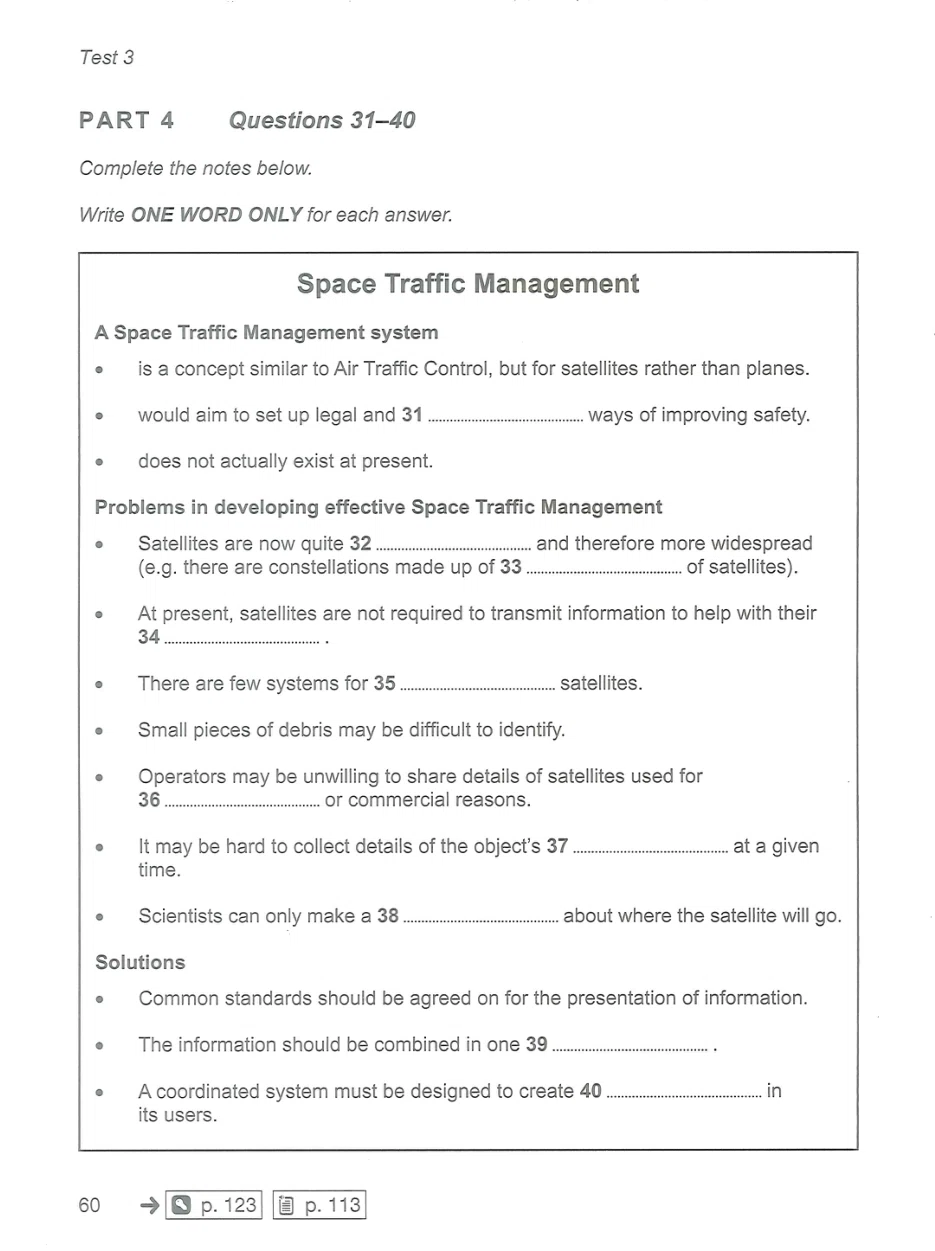 Test 3
PART 4 Questions 31–40
Complete the notes below.
Write ONE WORD ONLY for each answer.
Space Traffic Management
A Space Traffic Management system
• is a concept similar to Air Traffic Control, but for satellites rather than planes.
• would aim to set up legal and 31 .......................................... ways of improving safety.
• does not actually exist at present.
Problems in developing effective Space Traffic Management
• Satellites are now quite 32 .......................................... and therefore more widespread
(e.g. there are constellations made up of 33 .......................................... of satellites).
• At present, satellites are not required to transmit information to help with their
34 .......................................... .
• There are few systems for 35 .......................................... satellites.
• Small pieces of debris may be difficult to identify.
• Operators may be unwilling to share details of satellites used for
36 .......................................... or commercial reasons.
• It may be hard to collect details of the object's 37 .......................................... at a given
time.
• Scientists can only make a 38 .......................................... about where the satellite will go.
Solutions
• Common standards should be agreed on for the presentation of information.
• The information should be combined in one 39 .......................................... .
• A coordinated system must be designed to create 40 .......................................... in
its users.
60 → p. 123 p. 113